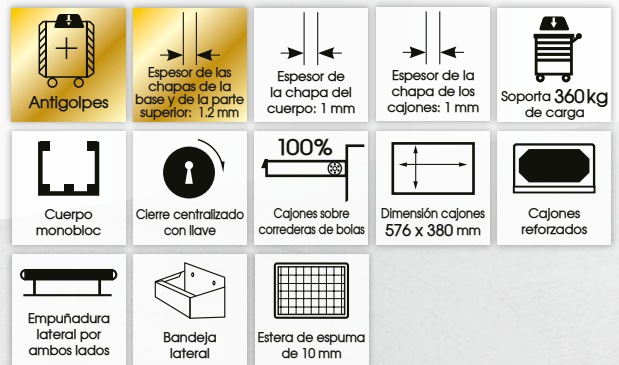 Antigolpes
Espesor de las
chapas de la
base y de la parte
superior: 1.2 mm
Espesor de
la chapa del
cuerpo: 1 mm
Espesor de la
chapa de los
cajones: 1 mm
Soporta 360 kg
de carga
Cuerpo
monobloc
Cierre centralizado
con llave
100%
Cajones sobre
correderas de bolas
Dimensión cajones
576 x 380 mm
Cajones
reforzados
Empuñadura
lateral por
ambos lados
Bandeja
lateral
Estera de espuma
de 10 mm